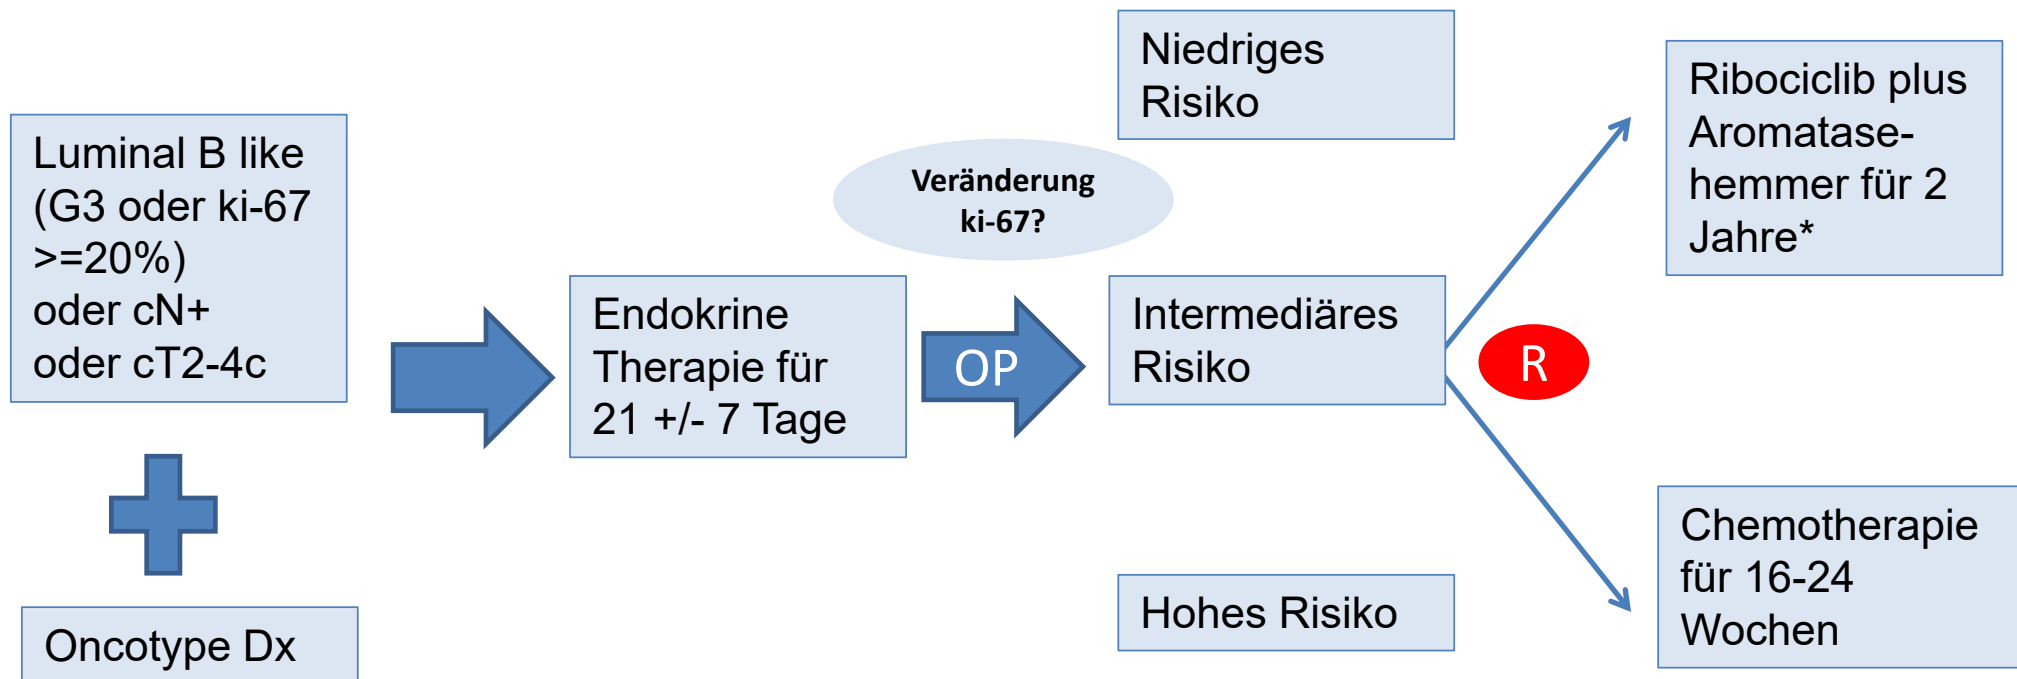 Luminal B like
(G3 oder ki-67
>=20%)
oder cN+
oder cT2-4c
Oncotype Dx
Endokrine
Therapie für
21 +/- 7 Tage
Veränderung
ki-67?
OP
Niedriges
Risiko
Intermediäres
Risiko
Hohes Risiko
R
Ribociclib plus
Aromatase-
hemmer für 2
Jahre*
Chemotherapie
für 16-24
Wochen